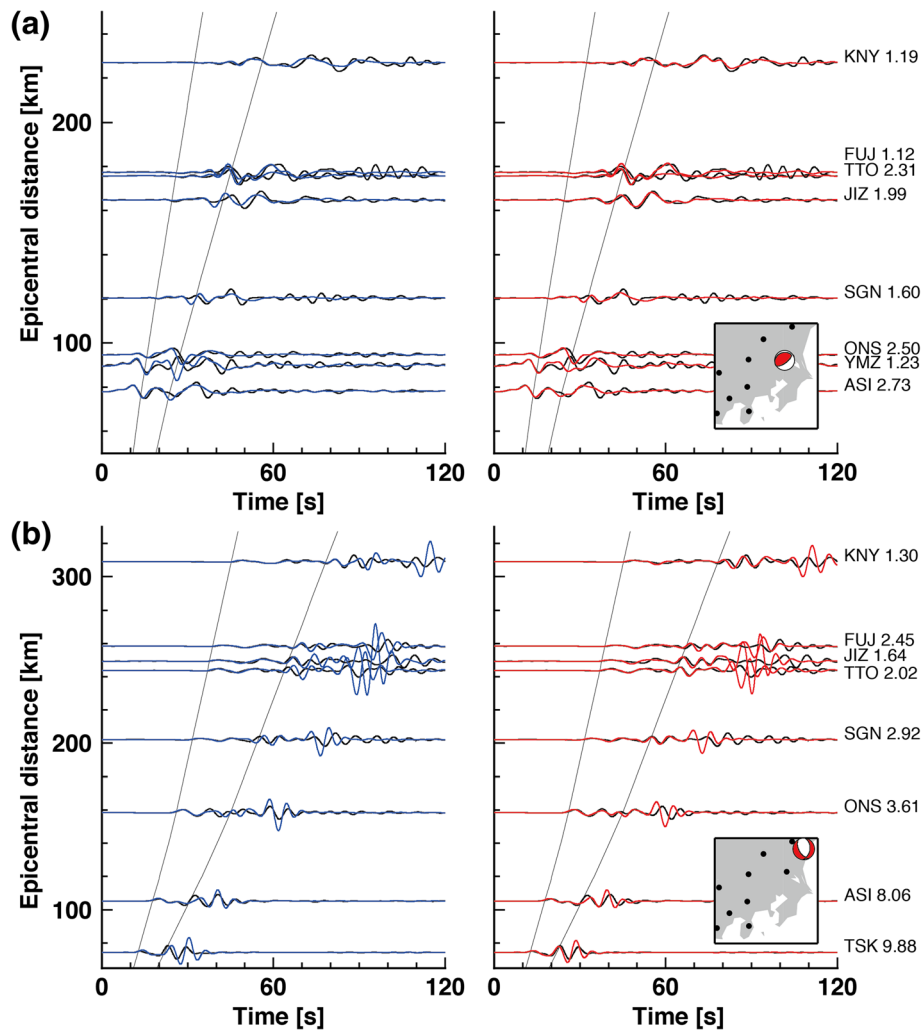 (a)
Epicentral distance [km]
200
100
0
60
120
Time [s]
0
60
120
Time [s]
KNY 1.19
FUJ 1.12
TTO 2.31
JIZ 1.99
SGN 1.60
ONS 2.50
YMZ 1.23
ASI 2.73
(b)
Epicentral distance [km]
300
200
100
0
60
120
Time [s]
0
60
120
Time [s]
KNY 1.30
FUJ 2.45
JIZ 1.64
TTO 2.02
SGN 2.92
ONS 3.61
ASI 8.06
TSK 9.88